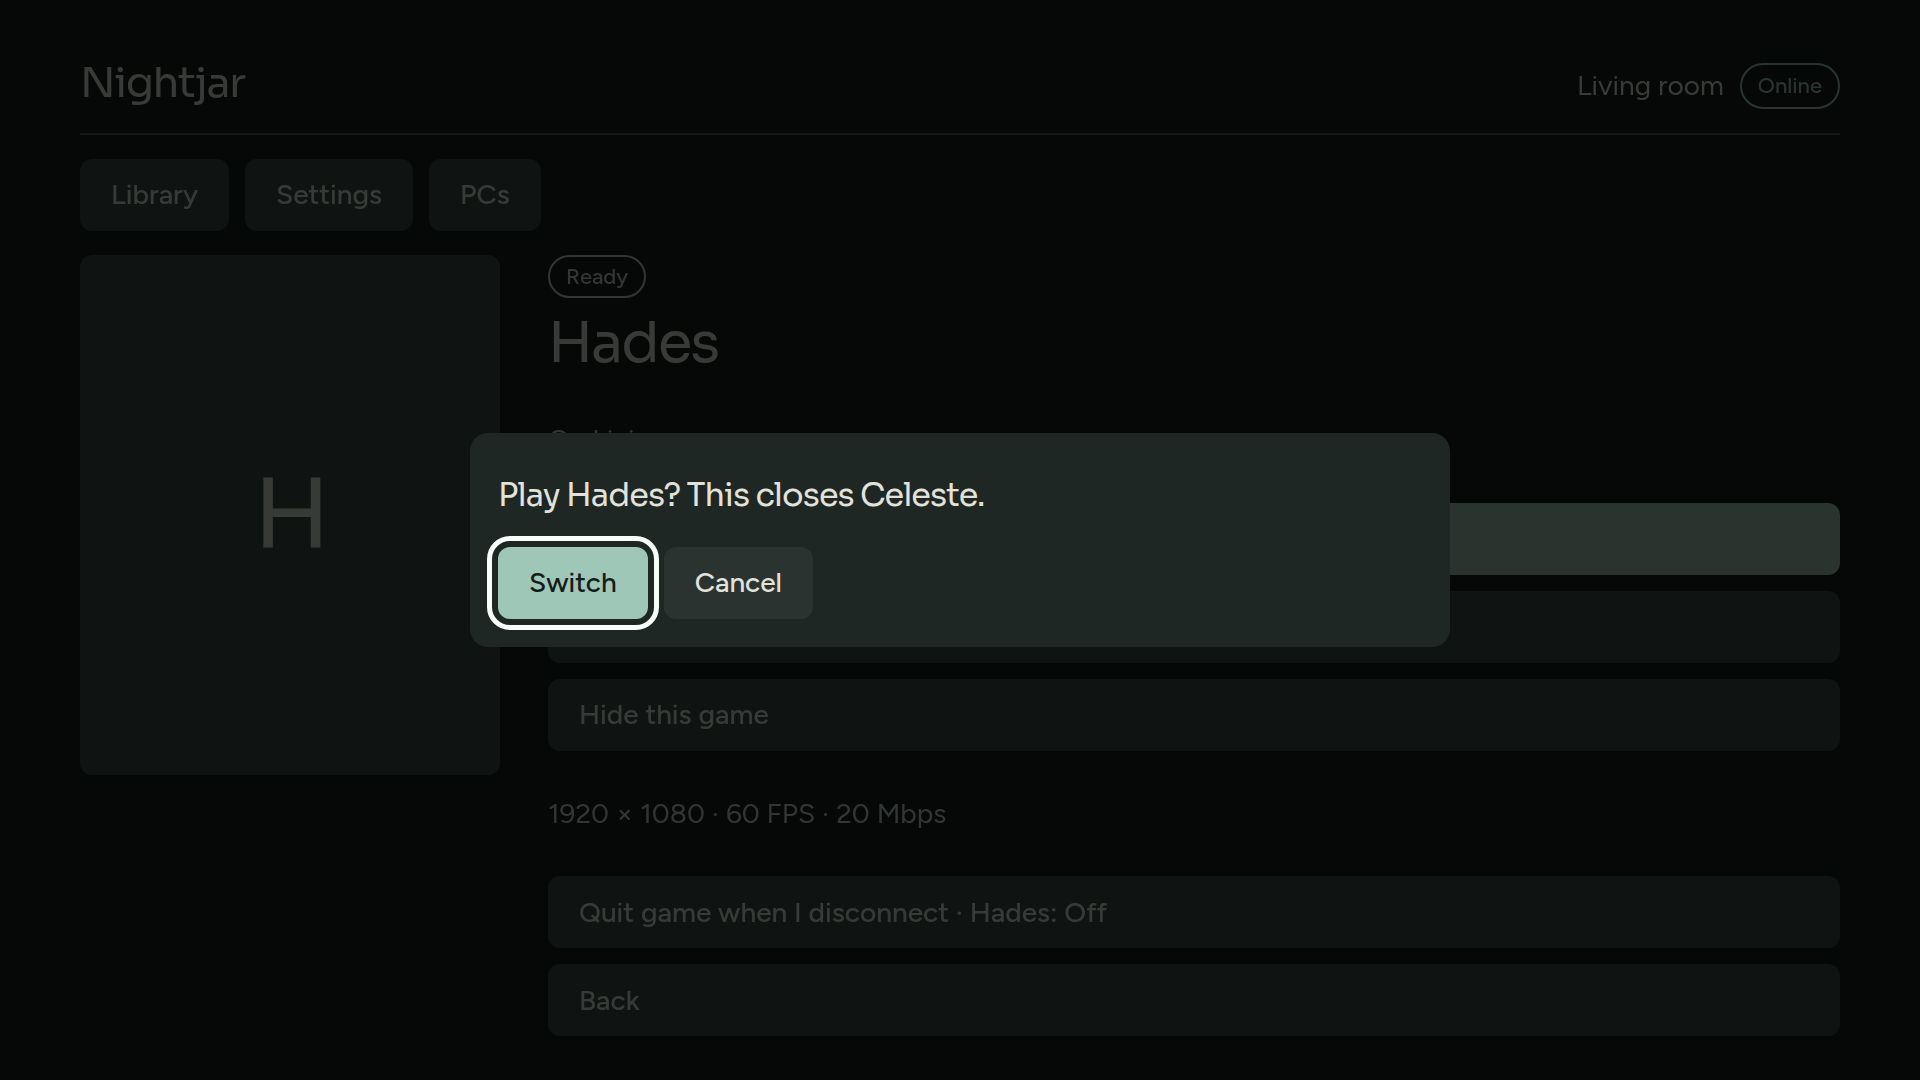 Nightjar
Living room
Online
Library
Settings
PCs
Ready
Hades
H
Play Hades? This closes Celeste.
Switch
Cancel
Hide this game
1920 × 1080 · 60 FPS · 20 Mbps
Quit game when I disconnect · Hades: Off
Back